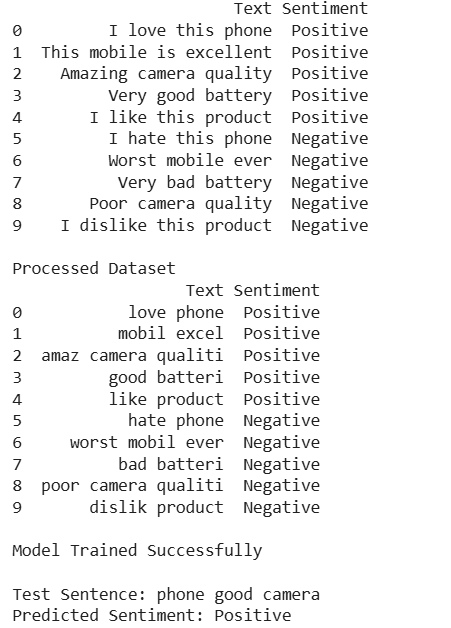 Text Sentiment
0 I love this phone Positive
1 This mobile is excellent Positive
2 Amazing camera quality Positive
3 Very good battery Positive
4 I like this product Positive
5 I hate this phone Negative
6 Worst mobile ever Negative
7 Very bad battery Negative
8 Poor camera quality Negative
9 I dislike this product Negative
Processed Dataset
Text Sentiment
0 love phone Positive
1 mobil excel Positive
2 amaz camera qualiti Positive
3 good batteri Positive
4 like product Positive
5 hate phone Negative
6 worst mobil ever Negative
7 bad batteri Negative
8 poor camera qualiti Negative
9 dislik product Negative
Model Trained Successfully
Test Sentence: phone good camera
Predicted Sentiment: Positive